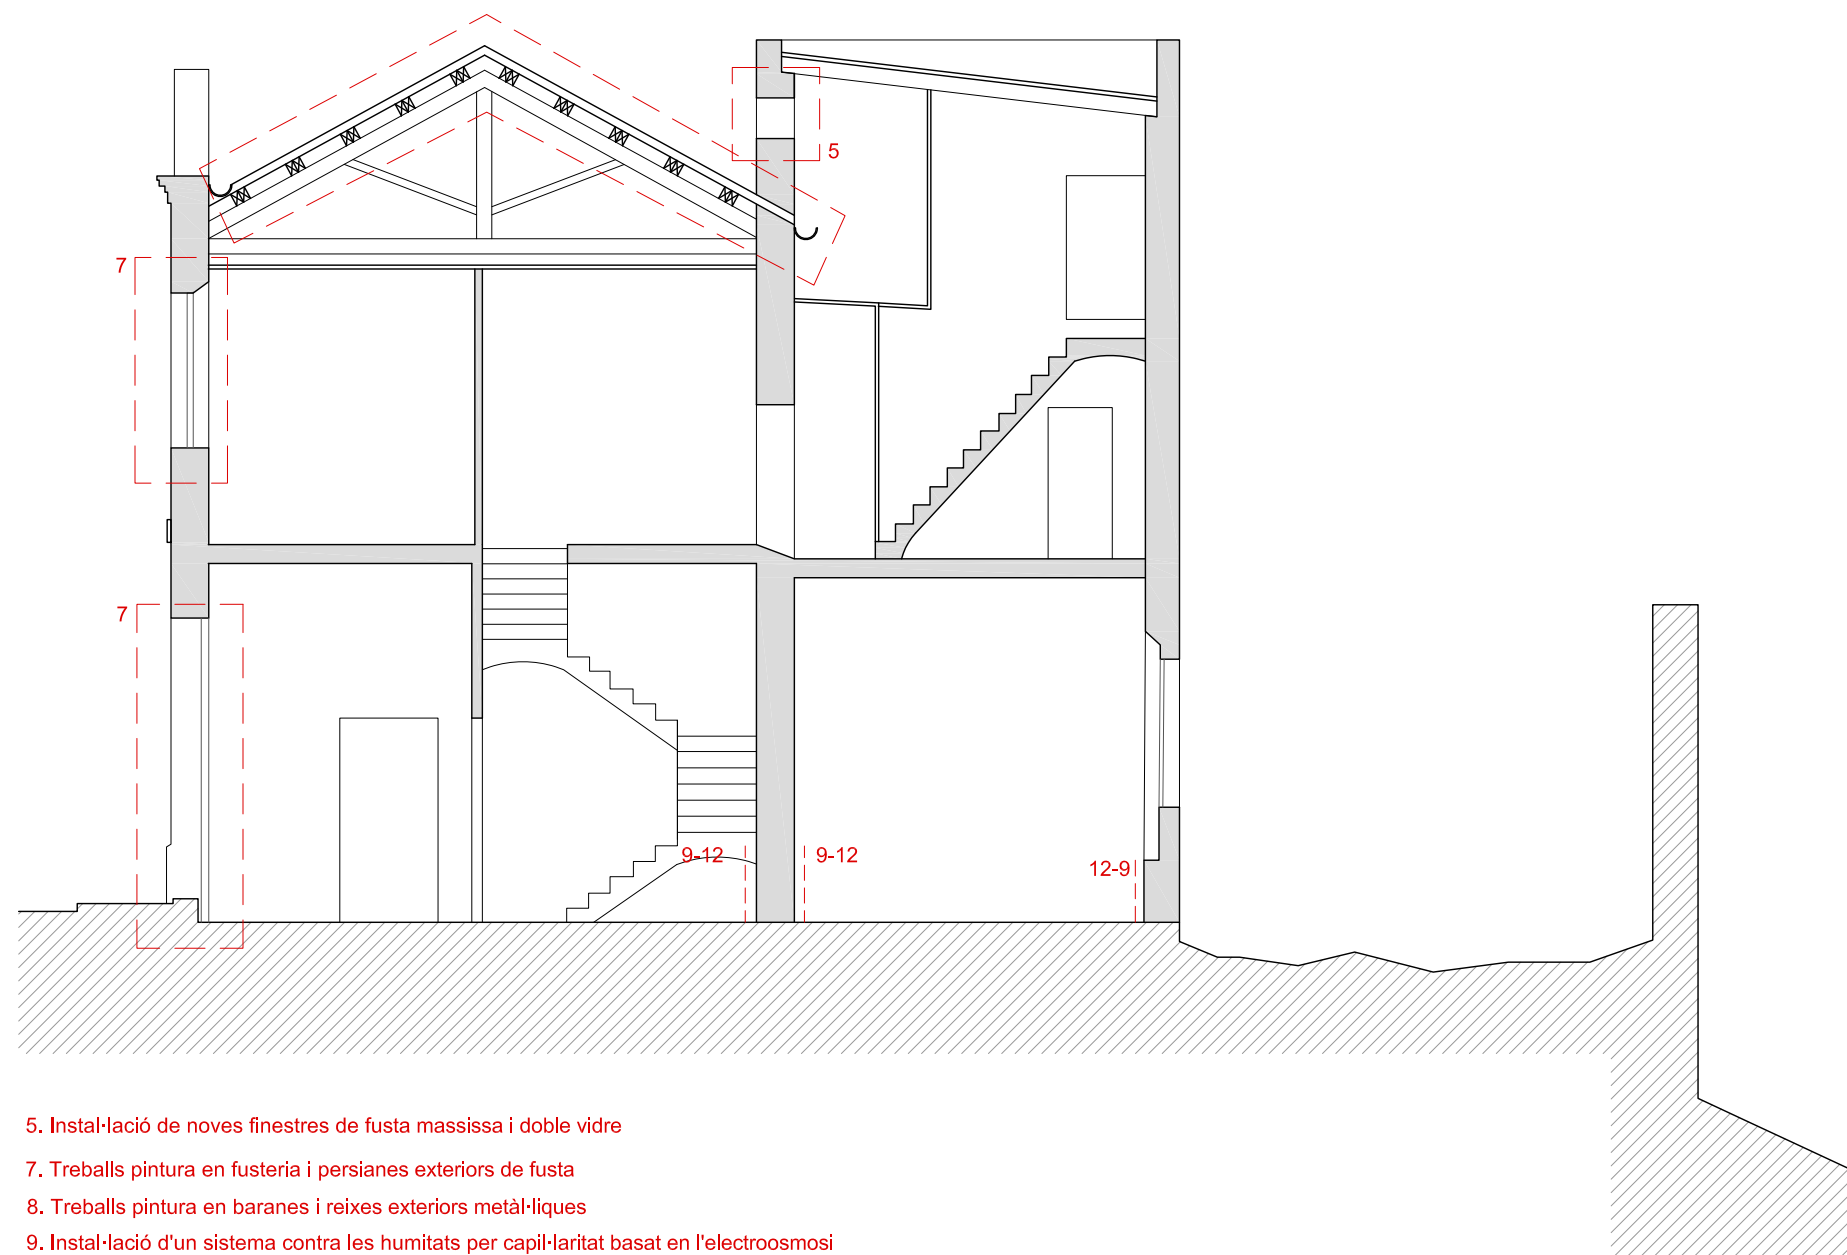 5
7
7
9-12
9-12
12-9
5. Instal·lació de noves finestres de fusta massissa i doble vidre
7. Treballs pintura en fusteria i persianes exteriors de fusta
8. Treballs pintura en baranes i reixes exteriors metàl·liques
9. Instal·lació d'un sistema contra les humitats per capil·laritat basat en l'electroosmosi